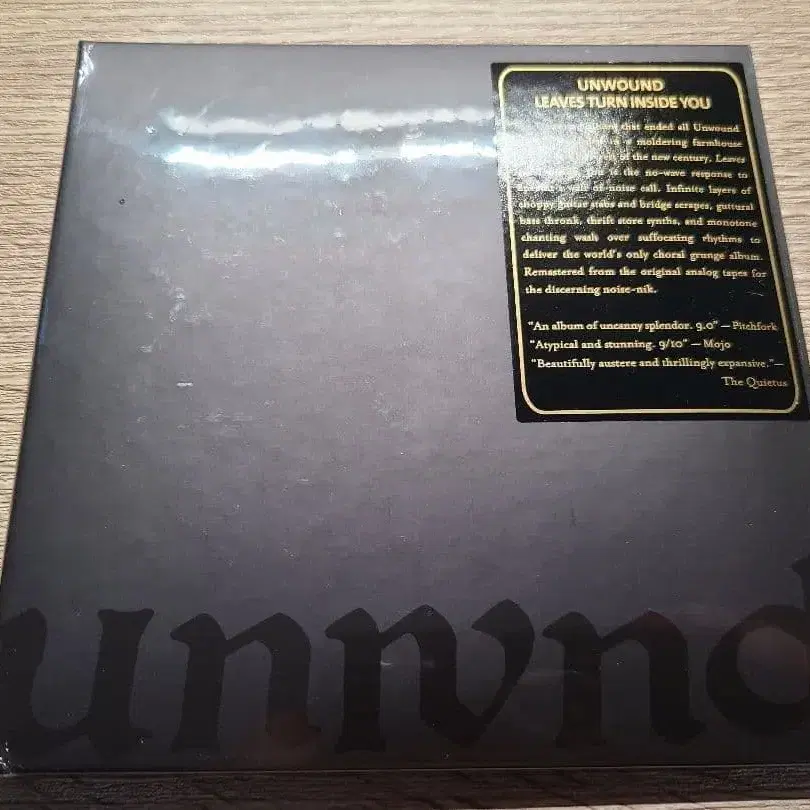 UNWOUND
LEAVES TURN INSIDE YOU
that ended all Unwound
moldering farmhouse
of the new century, Leaves
the no-wave response to
of-noise call. Infinite layers of
choppy guitar stabs and bridge scrapes, guttural
bass thronk, thrift store synths, and monotone
chanting wash over suffocating rhythms to
deliver the world's only choral grunge album.
Remastered from the original analog tapes for
the discerning noise-nik.
"An album of uncanny splendor. 9.0" — Pitchfork
"Atypical and stunning. 9/10" — Mojo
"Beautifully austere and thrillingly expansive."—
The Quietus
unwnd